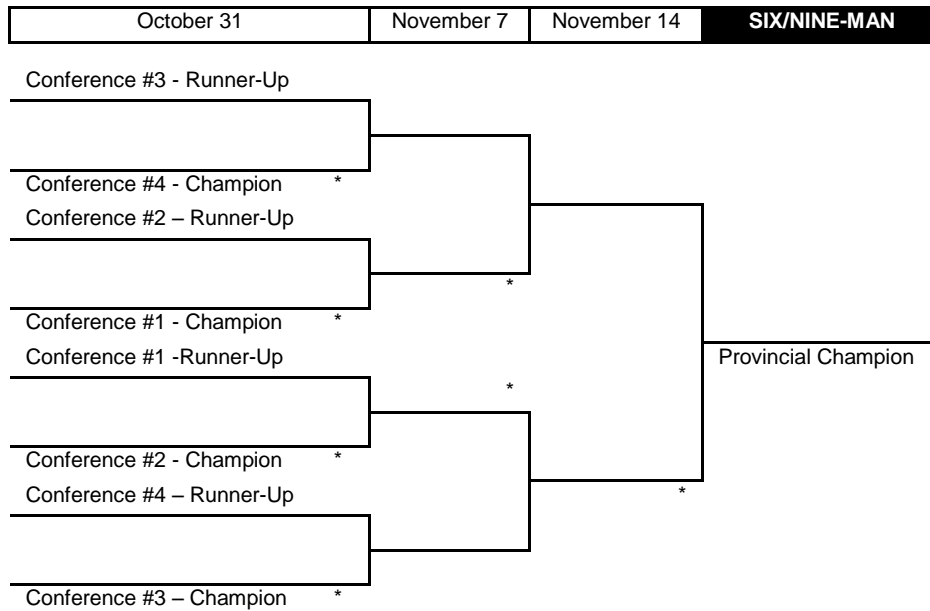 October 31 November 7 November 14 SIX/NINE-MAN
Conference #3 - Runner-Up
Conference #4 - Champion *
Conference #2 – Runner-Up
*
Conference #1 - Champion *
Conference #1 -Runner-Up
Provincial Champion
*
Conference #2 - Champion *
Conference #4 – Runner-Up
*
Conference #3 – Champion *